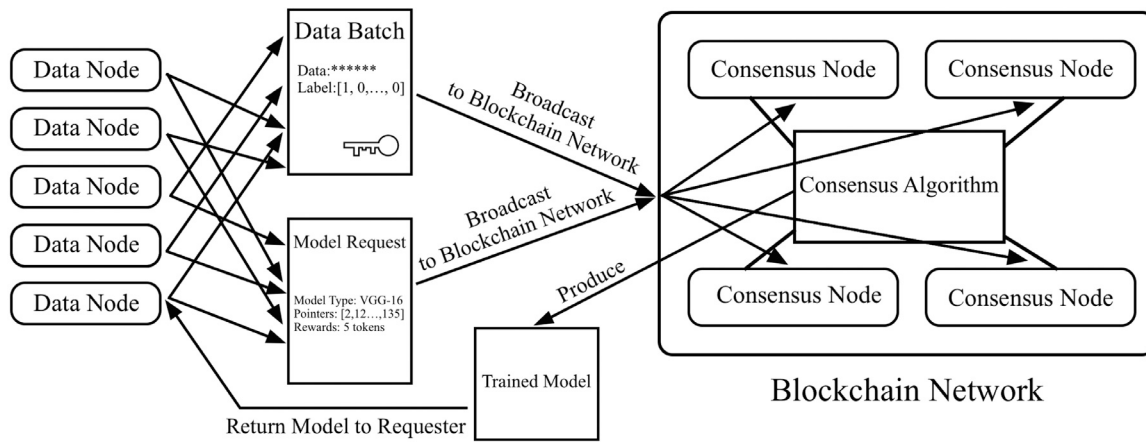 Data Node
Data Node
Data Node
Data Node
Data Node
Data Batch
Data:******
Label:[1, 0,…, 0]
Model Request
Model Type: VGG-16
Pointers: [2,12…,135]
Rewards: 5 tokens
Broadcast
to Blockchain Network
Broadcast
to Blockchain Network
Produce
Trained Model
Return Model to Requester
Consensus Node
Consensus Node
Consensus Algorithm
Consensus Node
Consensus Node
Blockchain Network